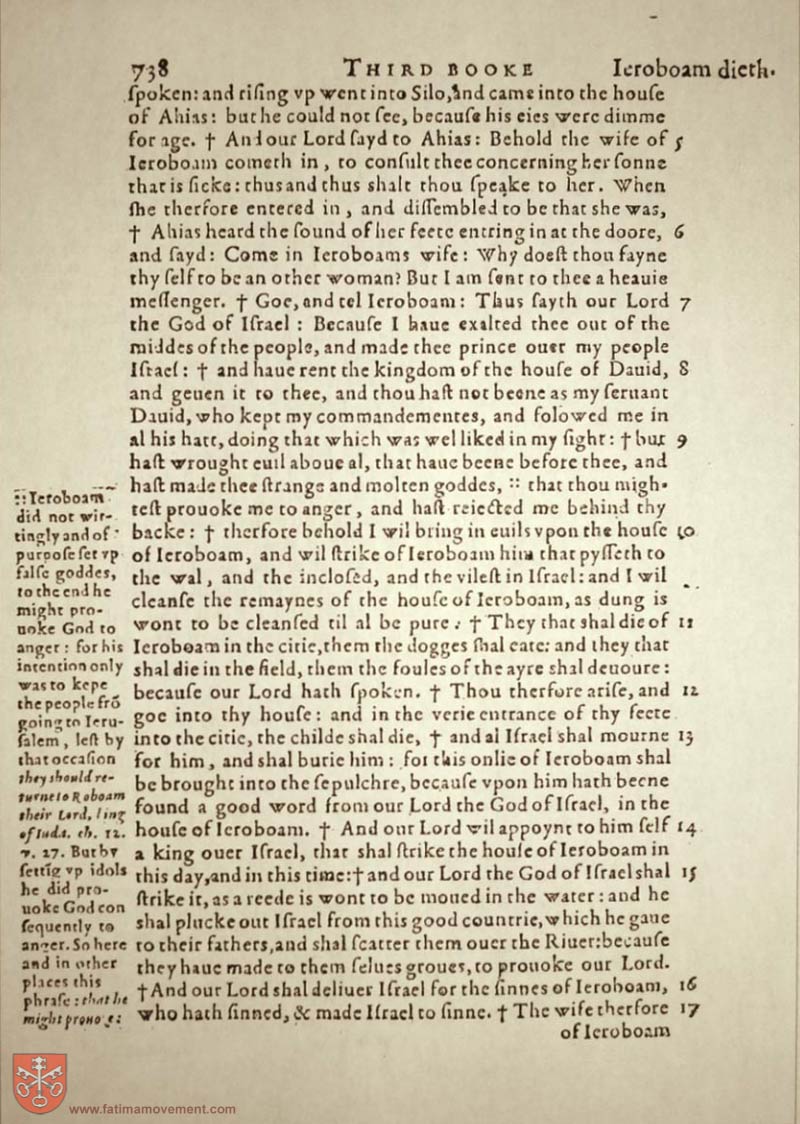 738 THIRD BOOKE Ieroboam dieth.
ſpoken: and riſing vp went into Silo, and came into the houſe
of Ahias: but he could not ſee, becauſe his eies were dimme
for age. † And our Lord ſayd to Ahias: Behold the wife of 5
Ieroboam cometh in, to conſult thee concerning her ſonne
that is ſicke: thus and thus shalt thou ſpeake to her. When
ſhe therfore entered in, and diſſembled to be that she was,
† Ahias heard the ſound of her feete entring in at the doore, 6
and ſayd: Come in Ieroboams wife: Why doeſt thou fayne
thy ſelf to be an other woman? But I am ſent to thee a heauie
meſſenger. † Goe, and tel Ieroboam: Thus ſayth our Lord 7
the God of Iſrael: Becauſe I haue exalted thee out of the
middes of the people, and made thee prince ouer my people
Iſrael: † and haue rent the kingdom of the houſe of Dauid, 8
and geuen it to thee, and thou haſt not beene as my ſeruant
Dauid, who kept my commandementes, and folowed me in
al his hart, doing that which was wel liked in my ſight: † but 9
haſt wrought euil aboue al, that haue beene before thee, and
haſt made thee ſtrange and molten goddes, :: that thou migh-
teſt prouoke me to anger, and haſt reiected me behind thy
backe: † therfore behold I wil bring in euils vpon the houſe 10
of Ieroboam, and wil ſtrike of Ieroboam him that pyſſeth to
the wal, and the incloſed, and the vileſt in Iſrael: and I wil
cleanſe the remaynes of the houſe of Ieroboam, as dung is
wont to be cleanſed til al be pure. † They that shal die of 11
Ieroboam in the citie, them the dogges shal eate: and they that
shal die in the field, them the foules of the ayre shal deuoure:
becauſe our Lord hath ſpoken. † Thou therfore ariſe, and 12
goe into thy houſe: and in the verie entrance of thy feete
into the citie, the childe shal die, † and al Iſrael shal mourne 13
for him, and shal burie him: for this onlie of Ieroboam shal
be brought into the ſepulchre, becauſe vpon him hath beene
found a good word from our Lord the God of Iſrael, in the
houſe of Ieroboam. † And our Lord wil appoynt to him ſelf 14
a king ouer Iſrael, that shal ſtrike the houſe of Ieroboam in
this day, and in this time: † and our Lord the God of Iſrael shal 15
ſtrike it, as a reede is wont to be moued in the water: and he
shal plucke out Iſrael from this good countrie, which he gaue
to their fathers, and shal ſcatter them ouer the Riuer: becauſe
they haue made to them ſelues groues, to prouoke our Lord.
† And our Lord shal deliuer Iſrael for the ſinnes of Ieroboam, 16
who hath ſinned, & made Iſrael to ſinne. † The wife therfore 17
of Ieroboam
:: Ieroboam
did not wit-
tingly and of
purpoſe ſet vp
falſe goddes,
to the end he
might pro-
uoke God to
anger: for his
intention only
was to kepe
the people frõ
going to Ieru-
ſalem, leſt by
that occaſion
they should re-
turne to Roboam
their Lord, king
of Iuda. ch. 12.
v. 27. But by
ſettĩg vp idols
he did pro-
uoke God con
ſequently to
anger. So here
and in other
places this
phraſe: that he
might prouoke:
www.fatimamovement.com